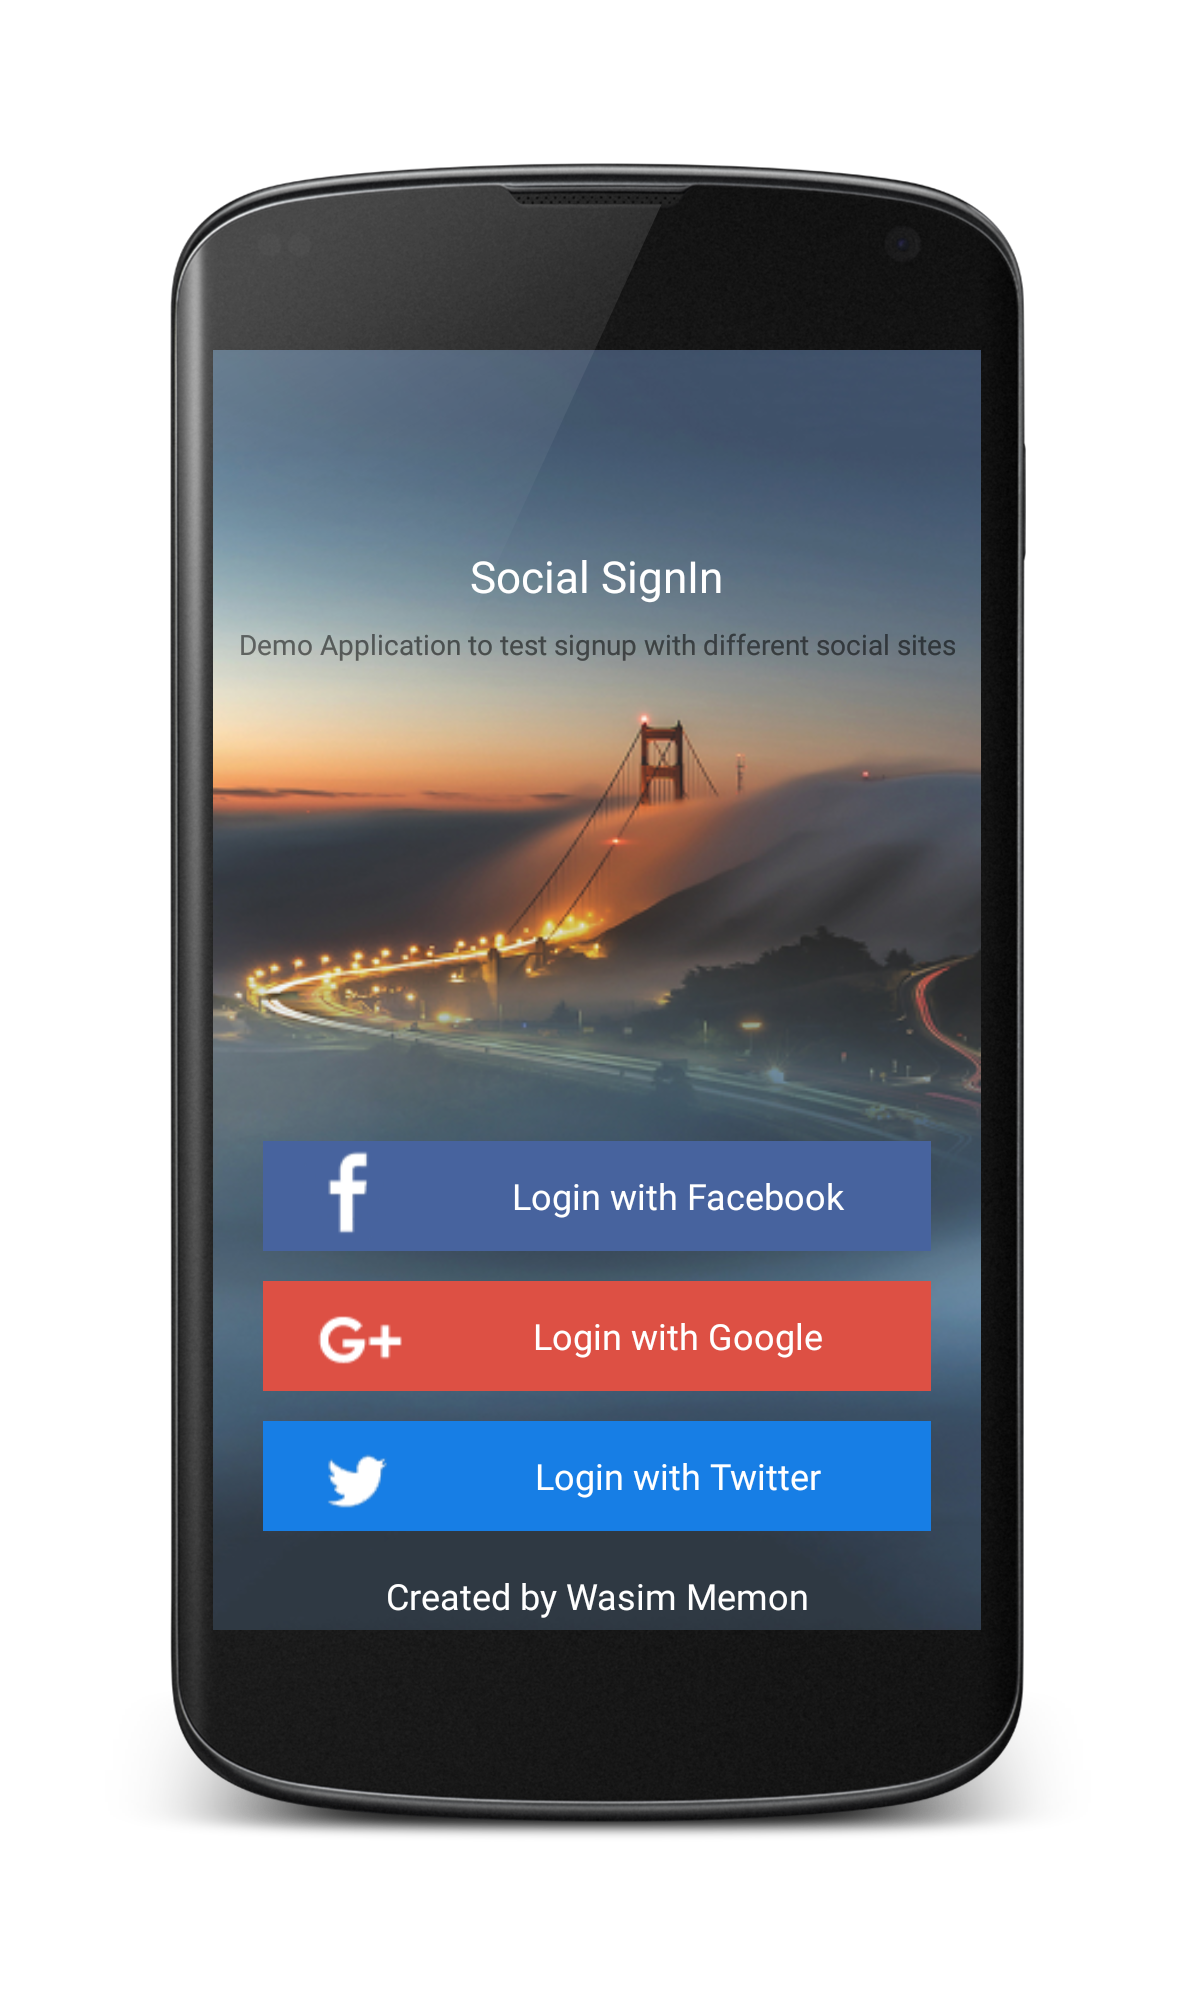 Social SignIn
Demo Application to test signup with different social sites
f
Login with Facebook
G+
Login with Google
Login with Twitter
Created by Wasim Memon